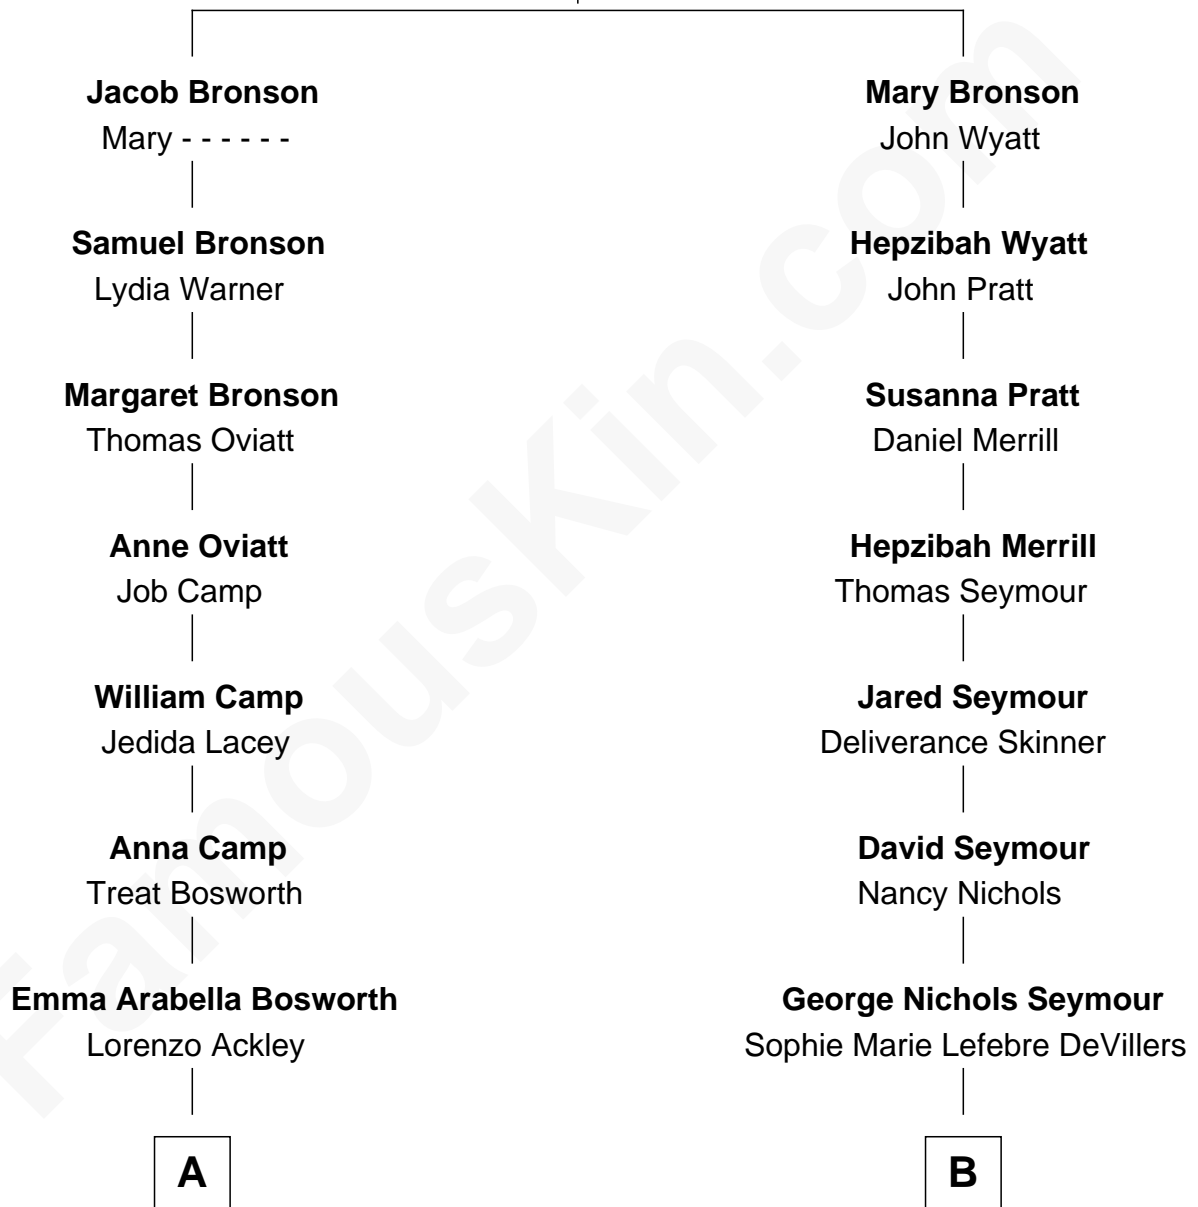 Jacob Bronson
Mary - - - - - -
Mary Bronson
John Wyatt
Samuel Bronson
Lydia Warner
Hepzibah Wyatt
John Pratt
Margaret Bronson
Thomas Oviatt
Susanna Pratt
Daniel Merrill
Anne Oviatt
Job Camp
Hepzibah Merrill
Thomas Seymour
William Camp
Jedida Lacey
Jared Seymour
Deliverance Skinner
Anna Camp
Treat Bosworth
David Seymour
Nancy Nichols
Emma Arabella Bosworth
Lorenzo Ackley
George Nichols Seymour
Sophie Marie Lefebre DeVillers
A
B
FamousKin.com